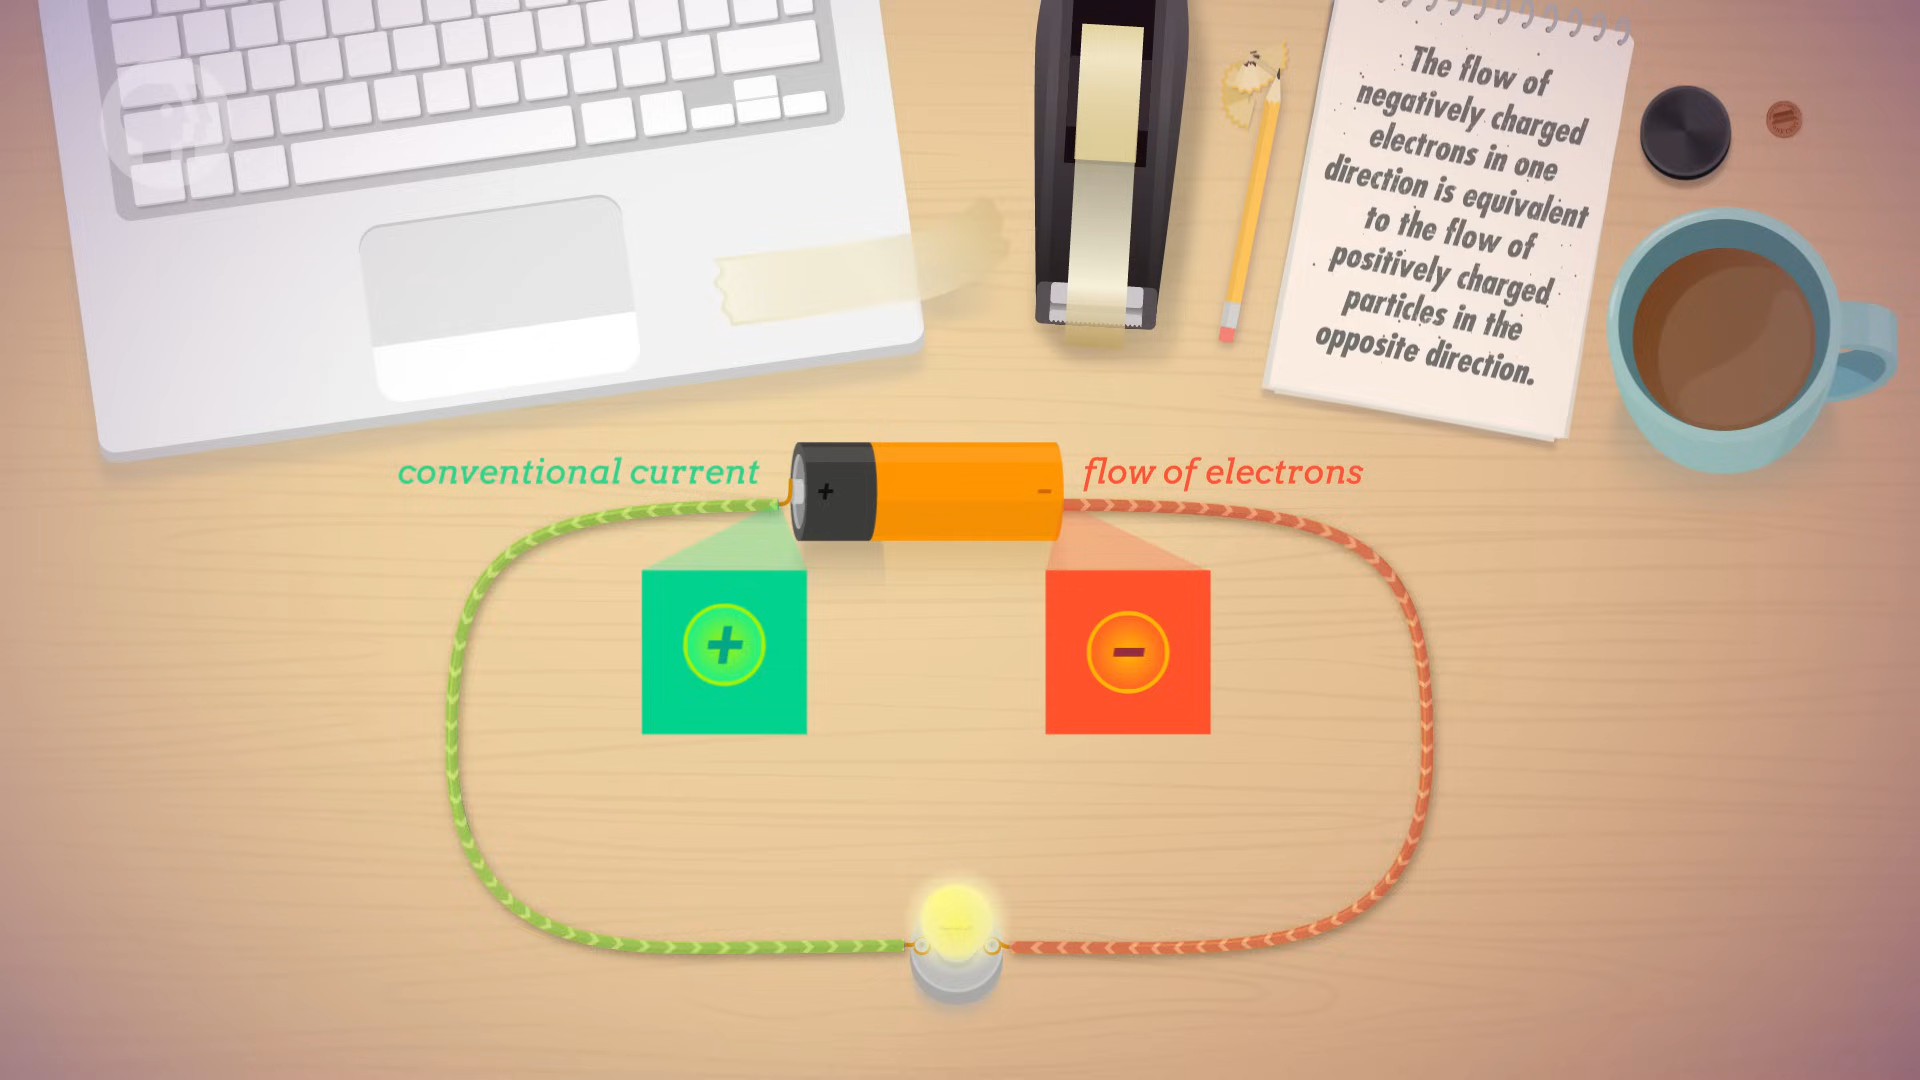 The flow of
negatively charged
electrons in one
direction is equivalent
to the flow of
positively charged
particles in the
opposite direction.
conventional current
flow of electrons
+
-
+
-